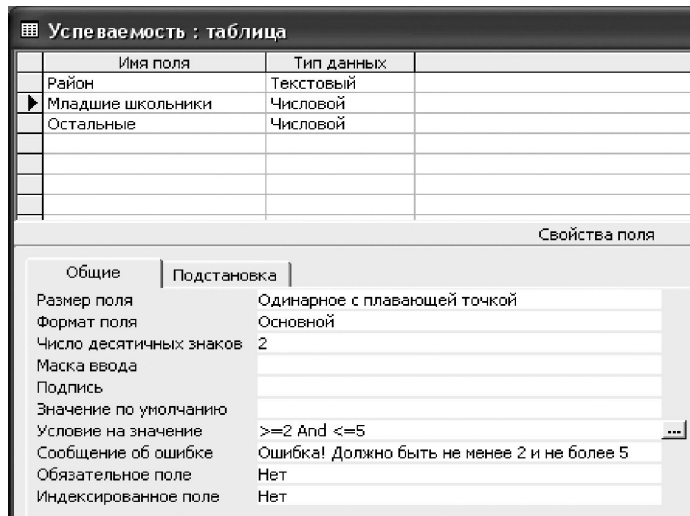 Успеваемость : таблица
Имя поля Тип данных
Район Текстовый
Младшие школьники Числовой
Остальные Числовой
Свойства поля
Общие Подстановка
Размер поля Одинарное с плавающей точкой
Формат поля Основной
Число десятичных знаков 2
Маска ввода
Подпись
Значение по умолчанию
Условие на значение >=2 And <=5 ...
Сообщение об ошибке Ошибка! Должно быть не менее 2 и не более 5
Обязательное поле Нет
Индексированное поле Нет